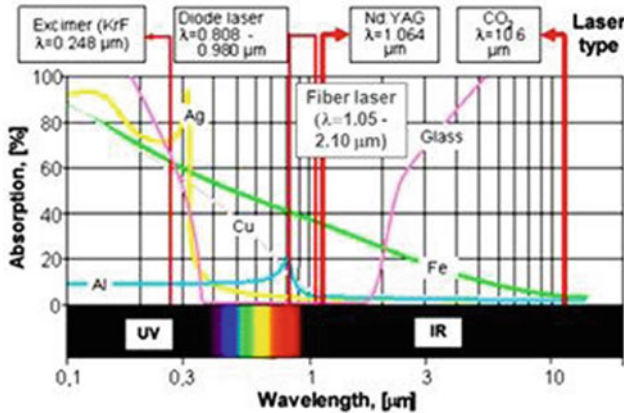 Excimer (KrF
λ=0.248 µm)
Diode laser
λ=0.808 -
0.980 µm
Nd:YAG
λ=1.064
µm
CO₂
λ=10.6
µm
Laser
type
Fiber laser
(λ=1.05 -
2.10 µm)
Absorption, [%]
100
80
60
40
20
0
Ag
Glass
Cu
Al
Fe
UV
IR
0,1
0,3
1
3
10
Wavelength, [µm]